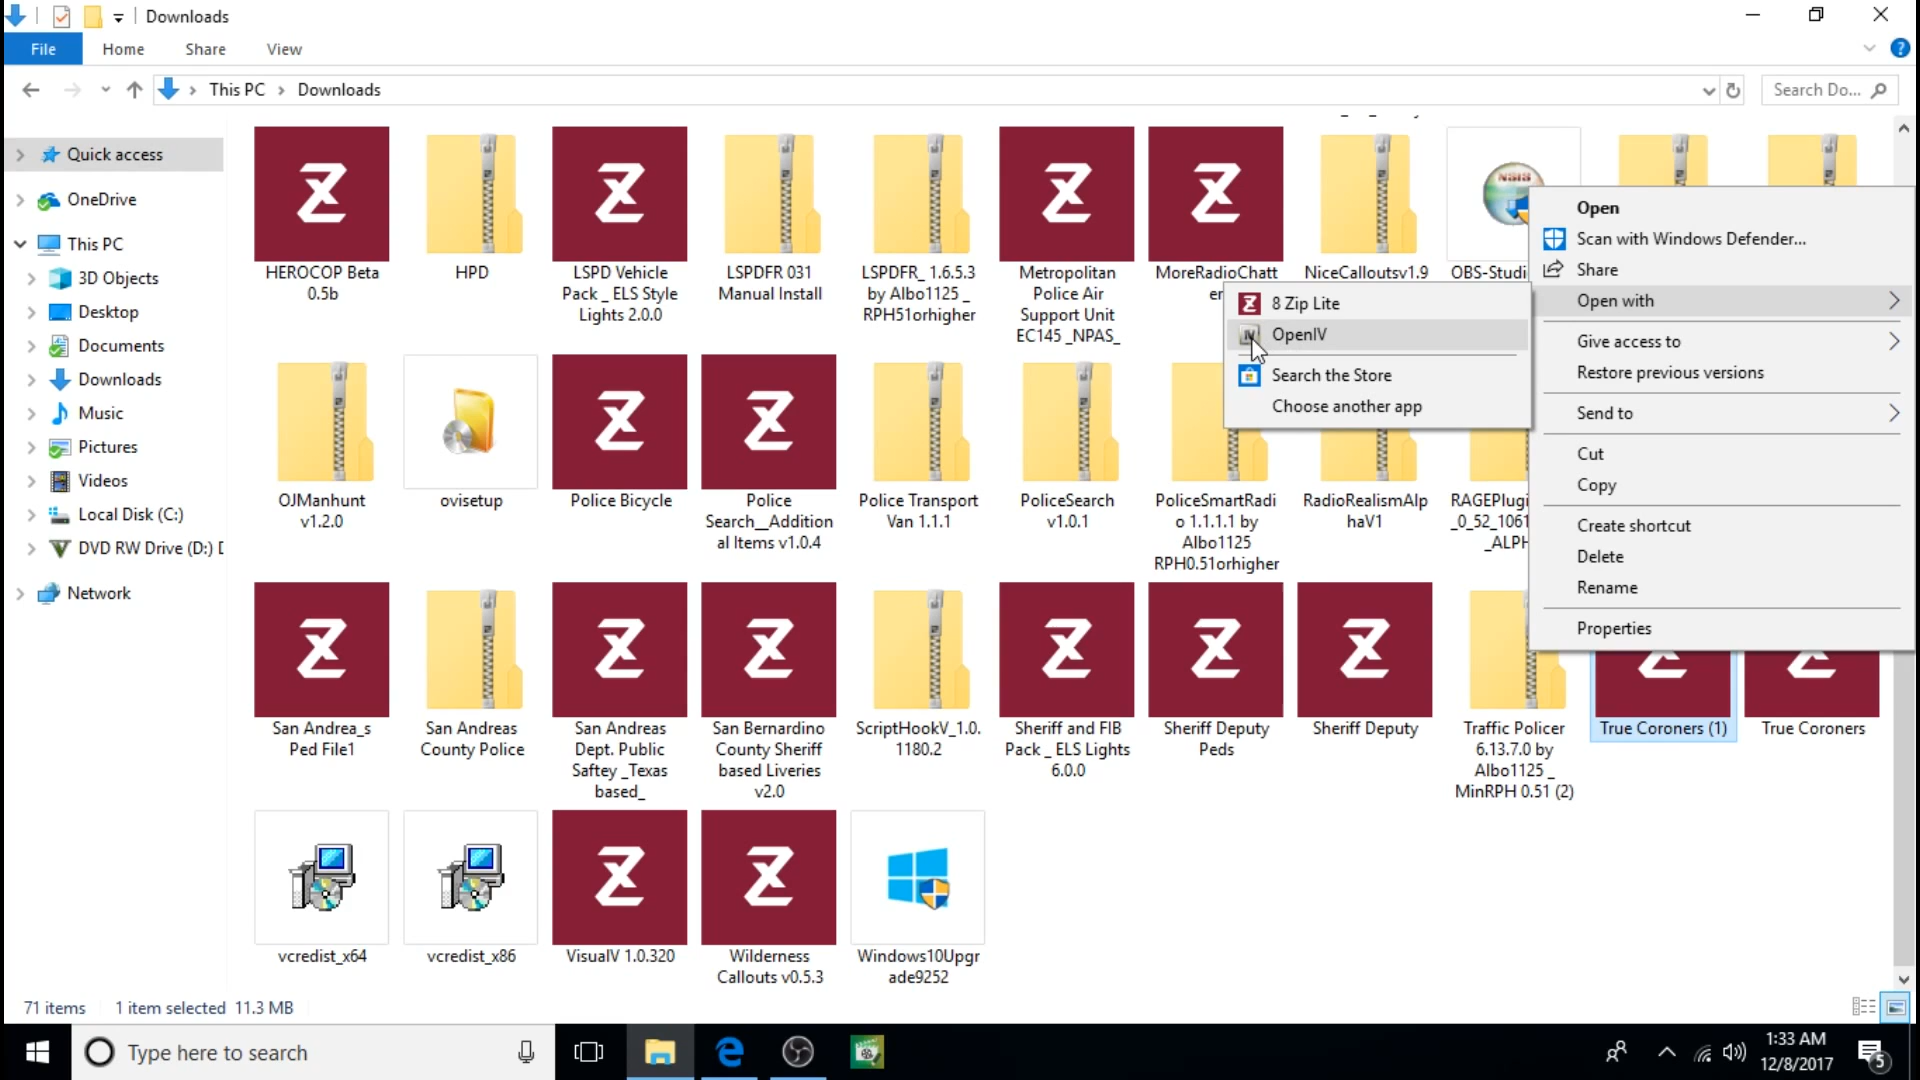 Downloads
File
Home
Share
View
This PC
Downloads
Search Do...
Quick access
OneDrive
This PC
3D Objects
Desktop
Documents
Downloads
Music
Pictures
Videos
Local Disk (C:)
DVD RW Drive (D:) [
Network
HEROCOP Beta
0.5b
HPD
LSPD Vehicle
Pack _ ELS Style
Lights 2.0.0
LSPDFR 031
Manual Install
LSPDFR_ 1.6.5.3
by Albo1125 _
RPH51orhigher
Metropolitan
Police Air
Support Unit
EC145 _NPAS_
MoreRadioChatt
er
NiceCalloutsv1.9
NSIS
OBS-Studi
OJManhunt
v1.2.0
ovisetup
Police Bicycle
Police
Search__Addition
al Items v1.0.4
Police Transport
Van 1.1.1
PoliceSearch
v1.0.1
PoliceSmartRadi
o 1.1.1.1 by
Albo1125
RPH0.51orhigher
RadioRealismAlp
haV1
RAGEPlugi
_0_52_1061
_ALPH
San Andrea_s
Ped File1
San Andreas
County Police
San Andreas
Dept. Public
Saftey _Texas
based_
San Bernardino
County Sheriff
based Liveries
v2.0
ScriptHookV_1.0.
1180.2
Sheriff and FIB
Pack _ ELS Lights
6.0.0
Sheriff Deputy
Peds
Sheriff Deputy
Traffic Policer
6.13.7.0 by
Albo1125 _
MinRPH 0.51 (2)
True Coroners (1)
True Coroners
vcredist_x64
vcredist_x86
VisualV 1.0.320
Wilderness
Callouts v0.5.3
Windows10Upgr
ade9252
Open
Scan with Windows Defender...
Share
Open with
Give access to
Restore previous versions
Send to
Cut
Copy
Create shortcut
Delete
Rename
Properties
8 Zip Lite
OpenIV
Search the Store
Choose another app
71 items
1 item selected 11.3 MB
Type here to search
1:33 AM
12/8/2017
5